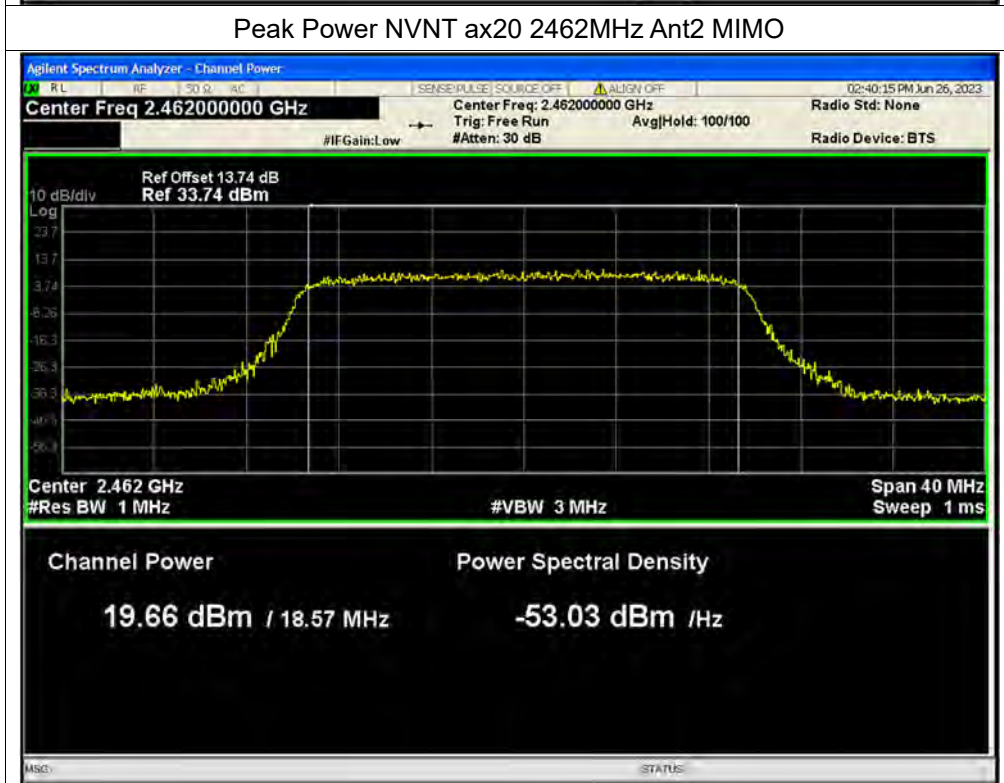 Peak Power NVNT ax20 2462MHz Ant2 MIMO
Agilent Spectrum Analyzer - Channel Power
RL RF 50 Ω AC SENSE:PULSE SOURCE OFF ALIGN OFF 02:40:15 PM Jun 26, 2023
Center Freq 2.462000000 GHz Center Freq: 2.462000000 GHz Radio Std: None
Trig: Free Run Avg|Hold: 100/100
#IFGain:Low #Atten: 30 dB Radio Device: BTS
Ref Offset 13.74 dB
10 dB/div Ref 33.74 dBm
Log
23.7
13.7
3.74
-6.26
-16.3
-26.3
-36.3
-46.3
-56.3
Center 2.462 GHz Span 40 MHz
#Res BW 1 MHz #VBW 3 MHz Sweep 1 ms
Channel Power Power Spectral Density
19.66 dBm / 18.57 MHz -53.03 dBm /Hz
MSG STATUS